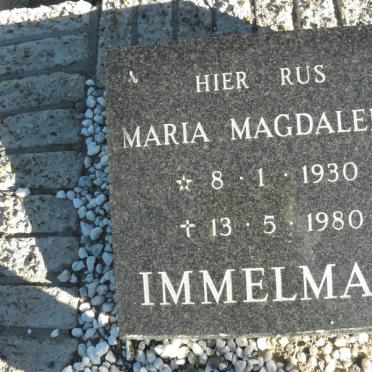 HIER RUS
MARIA MAGDALE
☆ 8 · 1 · 1930
✝ 13 · 5 · 1980
IMMELMA